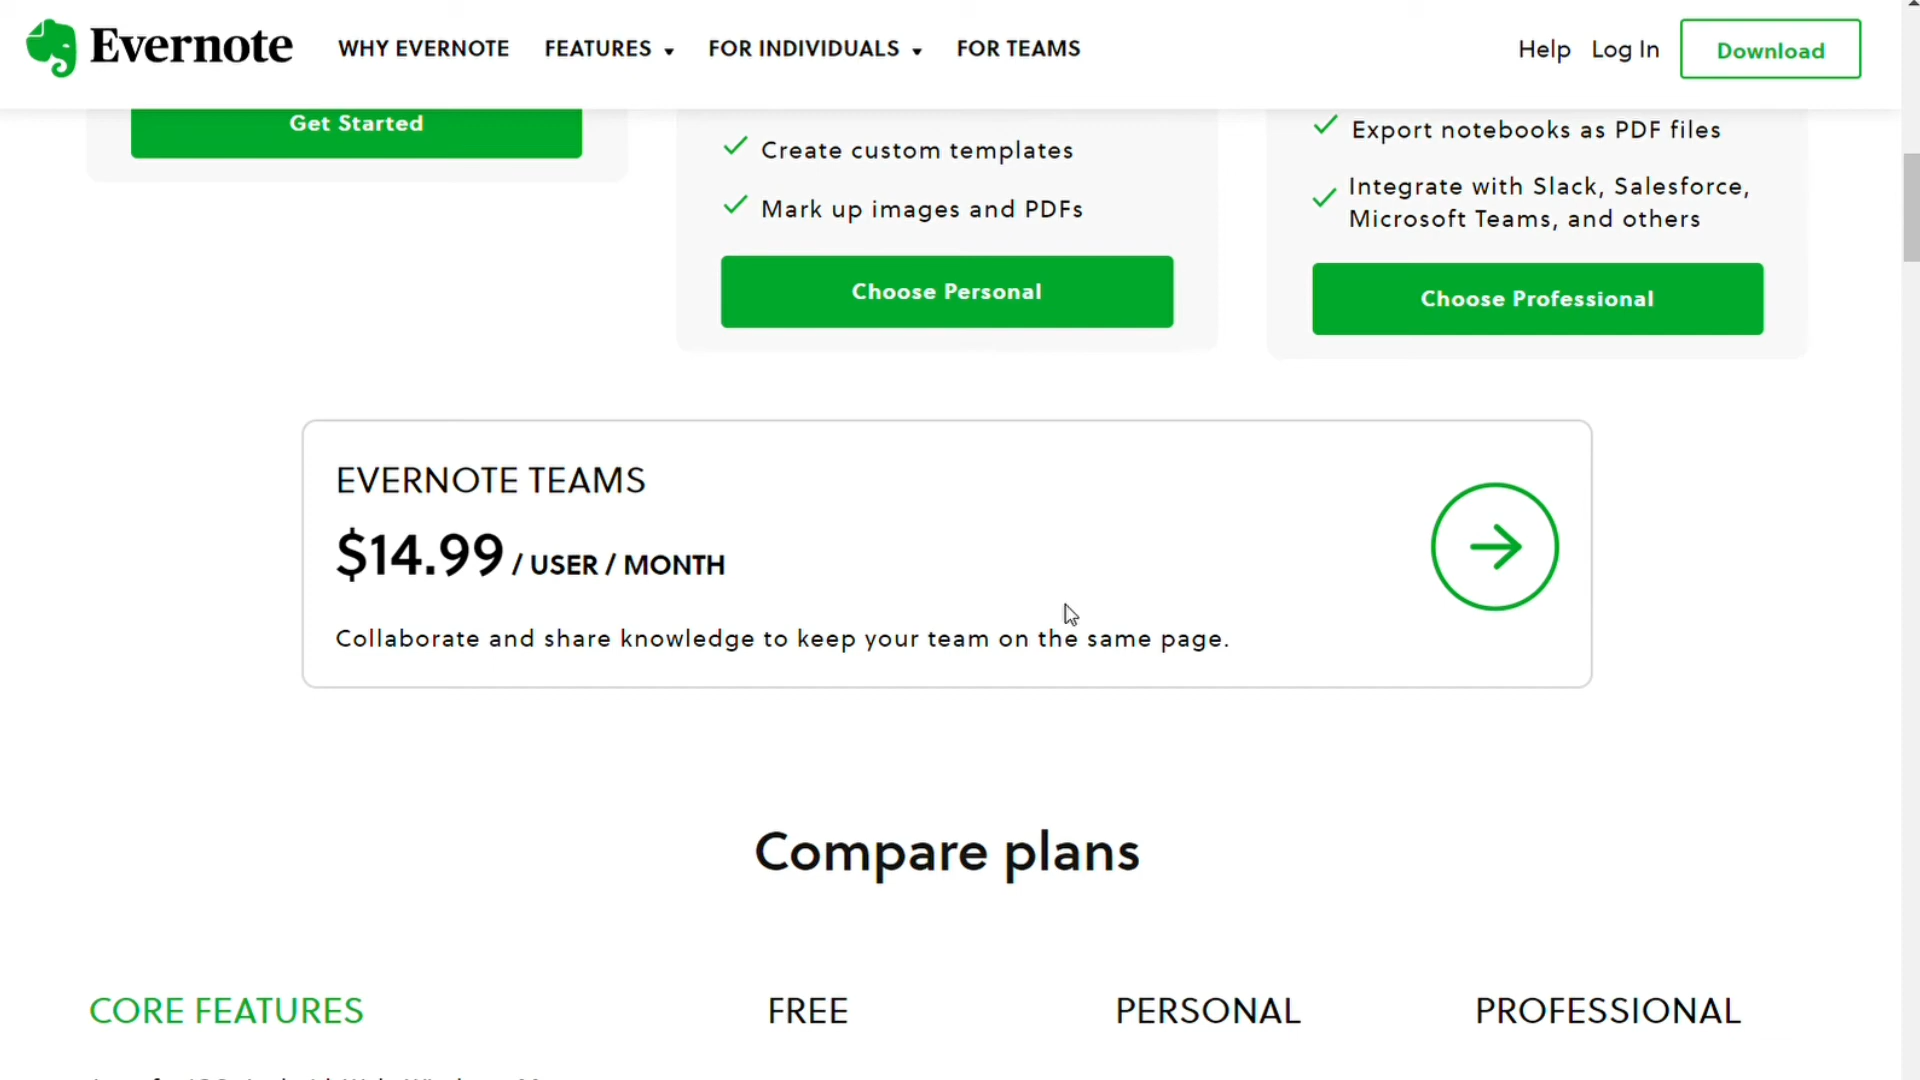 Evernote
WHY EVERNOTE
FEATURES
FOR INDIVIDUALS
FOR TEAMS
Help
Log In
Download
Get Started
Create custom templates
Mark up images and PDFs
Choose Personal
Export notebooks as PDF files
Integrate with Slack, Salesforce,
Microsoft Teams, and others
Choose Professional
EVERNOTE TEAMS
$14.99 / USER / MONTH
Collaborate and share knowledge to keep your team on the same page.
Compare plans
CORE FEATURES
FREE
PERSONAL
PROFESSIONAL